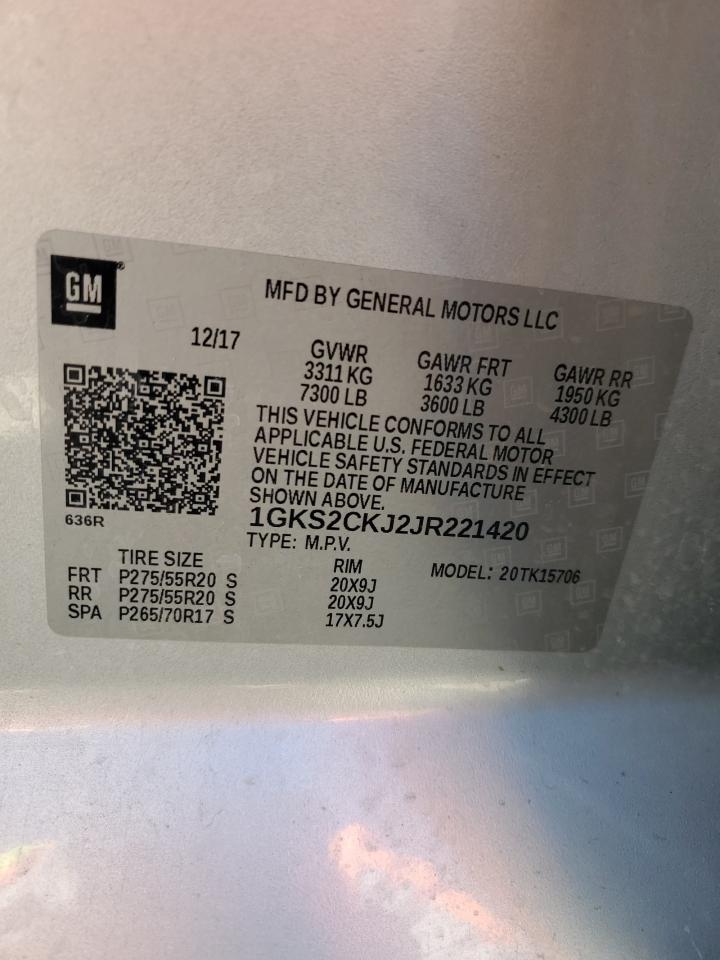 GM®
MFD BY GENERAL MOTORS LLC
12/17
GVWR GAWR FRT GAWR RR
3311 KG 1633 KG 1950 KG
7300 LB 3600 LB 4300 LB
THIS VEHICLE CONFORMS TO ALL
APPLICABLE U.S. FEDERAL MOTOR
VEHICLE SAFETY STANDARDS IN EFFECT
ON THE DATE OF MANUFACTURE
SHOWN ABOVE.
636R
1GKS2CKJ2JR221420
TYPE: M.P.V.
TIRE SIZE RIM MODEL: 20TK15706
FRT P275/55R20 S 20X9J
RR P275/55R20 S 20X9J
SPA P265/70R17 S 17X7.5J